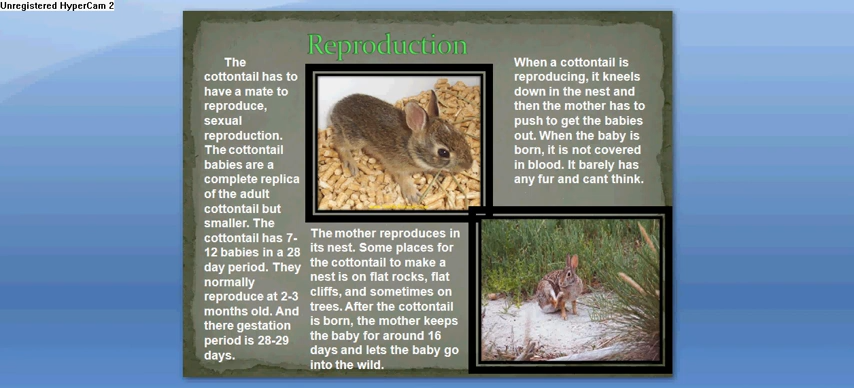 Unregistered HyperCam 2
Reproduction
The
cottontail has to
have a mate to
reproduce,
sexual
reproduction.
The cottontail
babies are a
complete replica
of the adult
cottontail but
smaller. The
cottontail has 7-
12 babies in a 28
day period. They
normally
reproduce at 2-3
months old. And
there gestation
period is 28-29
days.
The mother reproduces in
its nest. Some places for
the cottontail to make a
nest is on flat rocks, flat
cliffs, and sometimes on
trees. After the cottontail
is born, the mother keeps
the baby for around 16
days and lets the baby go
into the wild.
When a cottontail is
reproducing, it kneels
down in the nest and
then the mother has to
push to get the babies
out. When the baby is
born, it is not covered
in blood. It barely has
any fur and cant think.